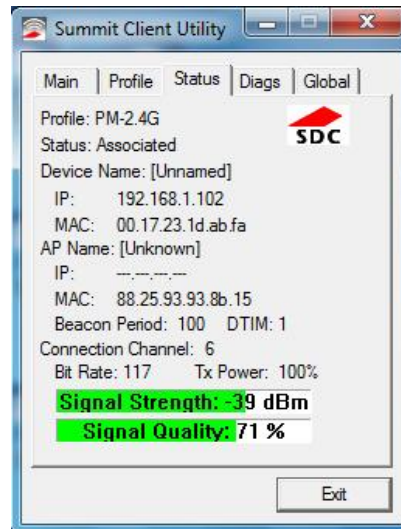 Summit Client Utility
Main Profile Status Diags Global
Profile: PM-2.4G
SDC
Status: Associated
Device Name: [Unnamed]
IP: 192.168.1.102
MAC: 00.17.23.1d.ab.fa
AP Name: [Unknown]
IP: ---.---.---.---
MAC: 88.25.93.93.8b.15
Beacon Period: 100 DTIM: 1
Connection Channel: 6
Bit Rate: 117 Tx Power: 100%
Signal Strength: -39 dBm
Signal Quality: 71 %
Exit